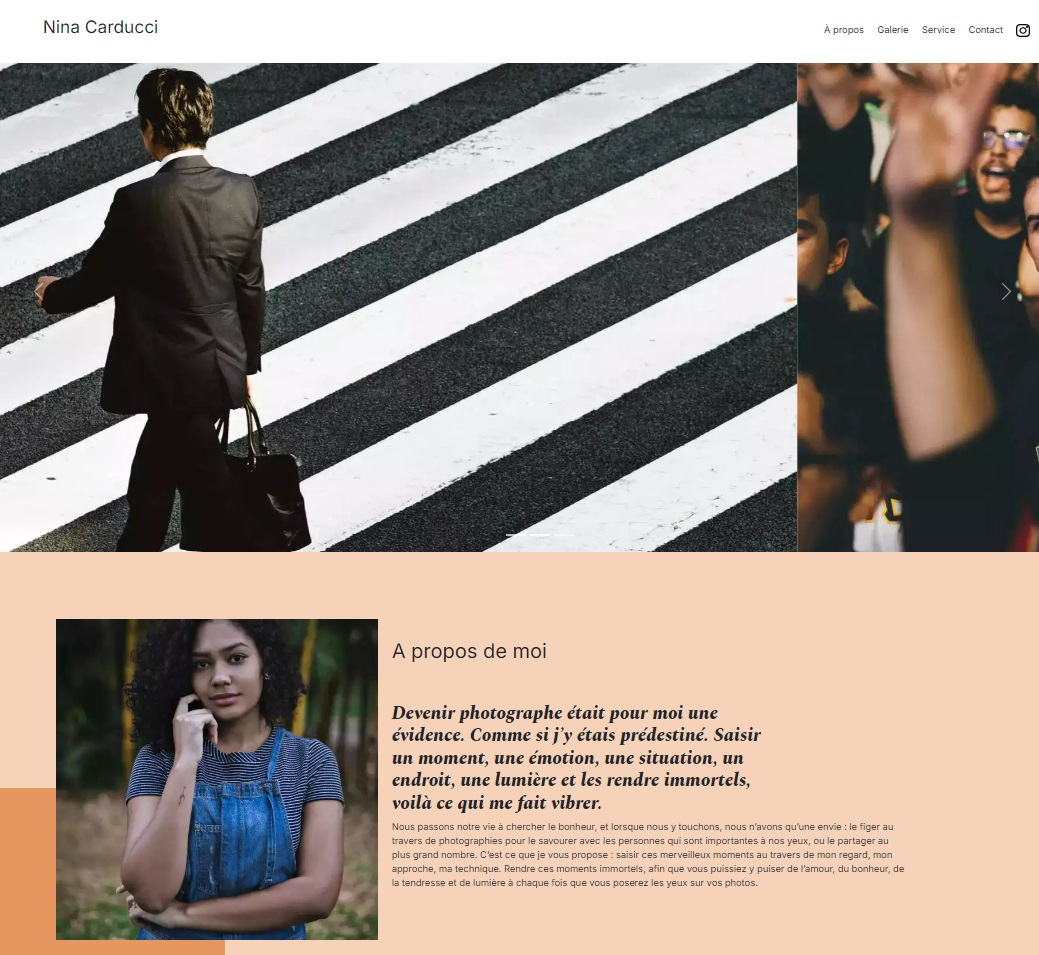 Nina Carducci
À propos Galerie Service Contact
A propos de moi
Devenir photographe était pour moi une
évidence. Comme si j'y étais prédestiné. Saisir
un moment, une émotion, une situation, un
endroit, une lumière et les rendre immortels,
voilà ce qui me fait vibrer.
Nous passons notre vie à chercher le bonheur, et lorsque nous y touchons, nous n'avons qu'une envie : le figer au
travers de photographies pour le savourer avec les personnes qui sont importantes à nos yeux, ou le partager au
plus grand nombre. C'est ce que je vous propose : saisir ces merveilleux moments au travers de mon regard, mon
approche, ma technique. Rendre ces moments immortels, afin que vous puissiez y puiser de l'amour, du bonheur, de
la tendresse et de lumière à chaque fois que vous poserez les yeux sur vos photos.